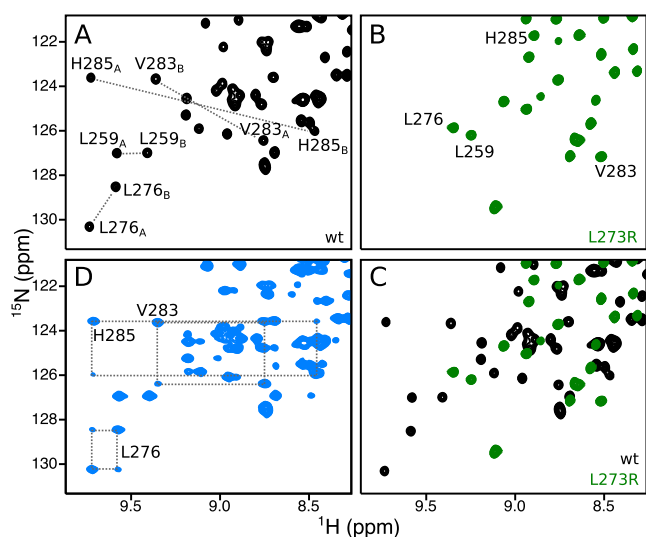 A
B
H285A
V283B
V283A
H285B
L259A
L259B
L276B
L276A
wt
H285
L276
L259
V283
L273R
122
124
126
128
130
D
C
V283
H285
L276
wt
L273R
122
124
126
128
130
9.5
9.0
8.5
9.5
9.0
8.5
15N (ppm)
1H (ppm)